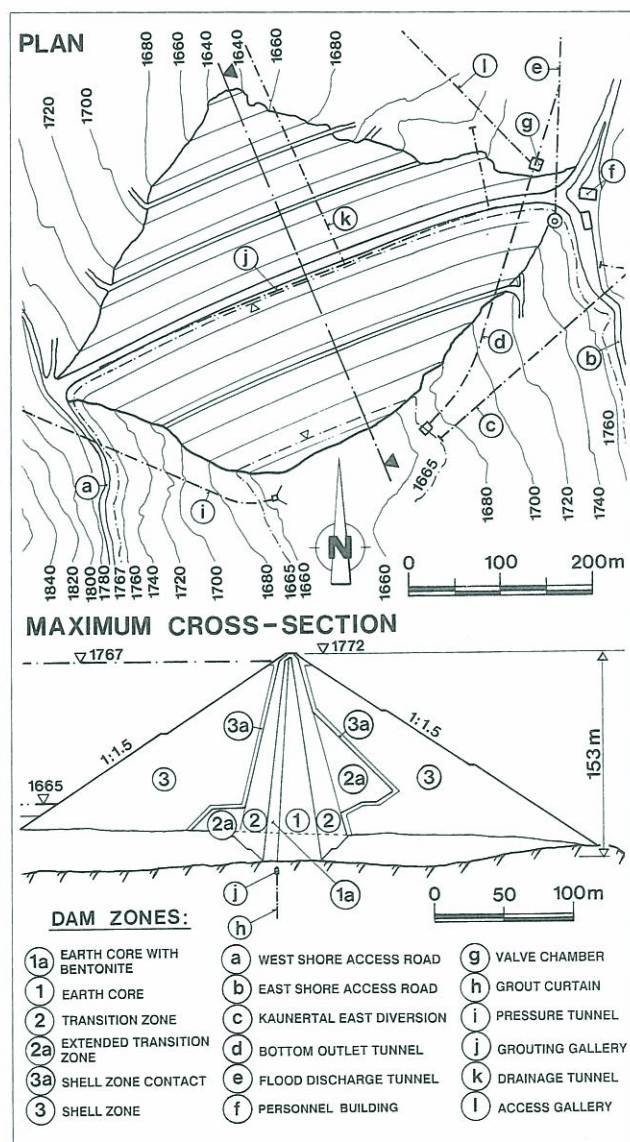 PLAN
1720
1700
1680
1660
1640
1640
1660
1680
l
e
g
f
k
j
d
b
c
a
i
N
1665
1680
1700
1720
1740
1760
1660
1840
1820
1800
1780
1767
1760
1740
1720
1700
1680
1665
1660
0 100 200m
MAXIMUM CROSS-SECTION
1767
1772
1:1.5
1:1.5
3a
3a
3
2a
3
153m
1665
2a
2
1
2
j
1a
h
0 50 100m
DAM ZONES:
1a EARTH CORE WITH
BENTONITE
1 EARTH CORE
2 TRANSITION ZONE
2a EXTENDED TRANSITION
ZONE
3a SHELL ZONE CONTACT
3 SHELL ZONE
a WEST SHORE ACCESS ROAD
b EAST SHORE ACCESS ROAD
c KAUNERTAL EAST DIVERSION
d BOTTOM OUTLET TUNNEL
e FLOOD DISCHARGE TUNNEL
f PERSONNEL BUILDING
g VALVE CHAMBER
h GROUT CURTAIN
i PRESSURE TUNNEL
j GROUTING GALLERY
k DRAINAGE TUNNEL
l ACCESS GALLERY